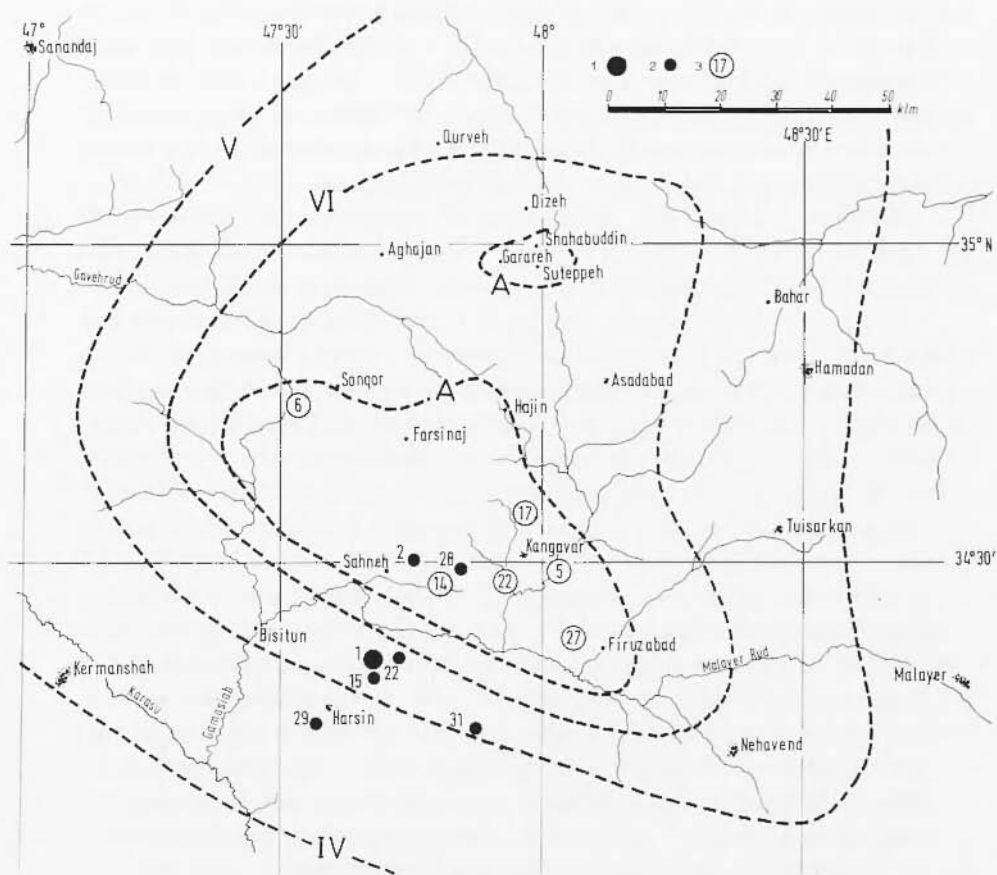 47°
47°30'
48°
Sanandaj
1 2 3 17
0 10 20 30 40 50 klm
48°30'E
V
Qurveh
VI
Dizeh
Shahabuddin
35°N
Aghajan
Garareh
Suteppeh
A
Gavehrud
Bahar
Hamadan
Asadabad
Sonqor
A
6
Hajin
Farsinaj
17
Tuisarkan
Kangavar
2
28
Sahneh
14
22
5
34°30'
27
Bisitun
Firuzabad
1
22
15
Malayer Rud
Malayer
Kermanshah
Karasu
Gamasiab
29
Harsin
31
Nehavend
IV